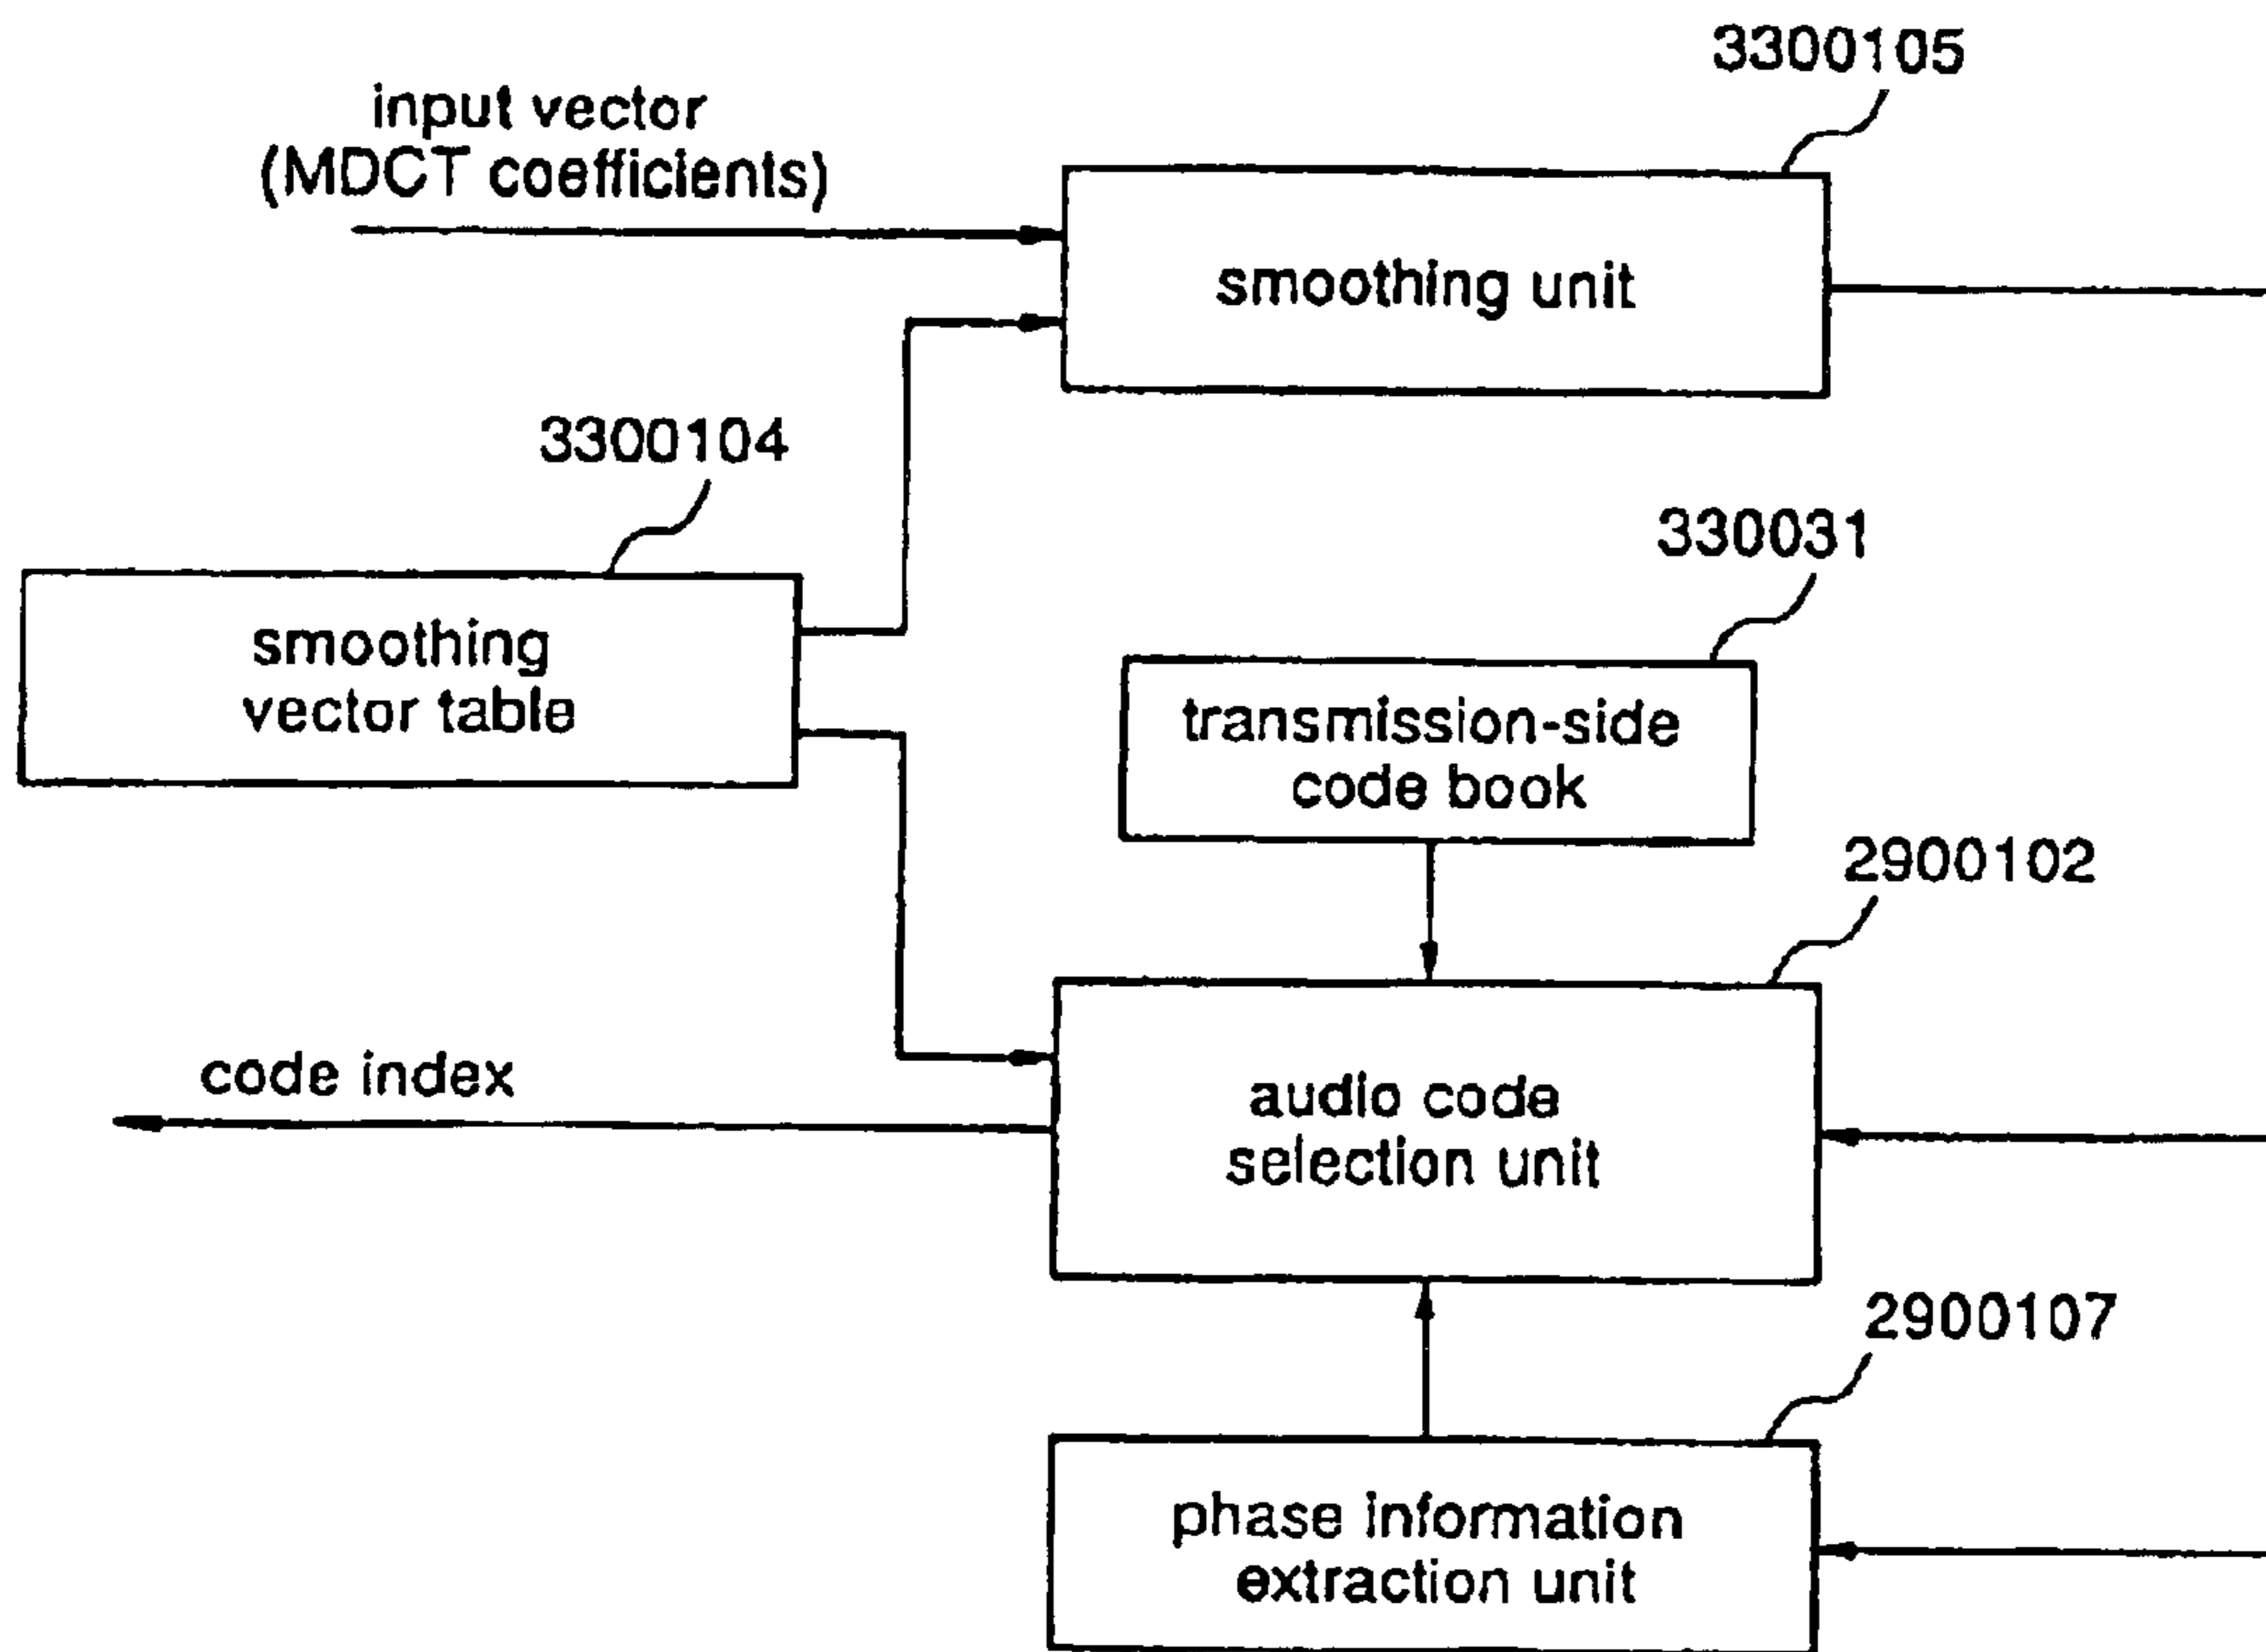 3300105
input vector
(MDCT coefficients)
smoothing unit
3300104
330031
smoothing
vector table
transmission-side
code book
2900102
code index
audio code
selection unit
2900107
phase information
extraction unit